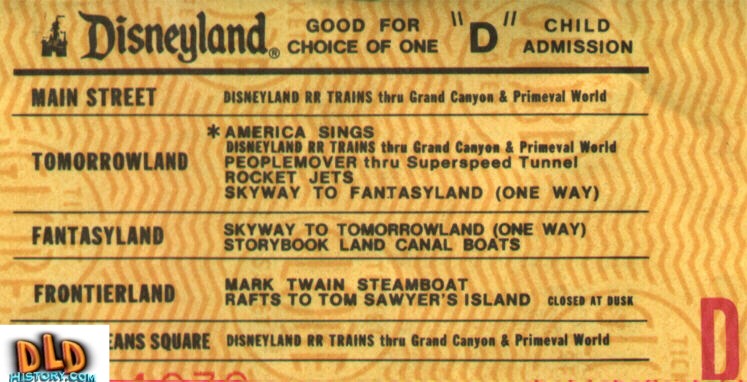 Disneyland® GOOD FOR CHOICE OF ONE "D" CHILD ADMISSION
MAIN STREET DISNEYLAND RR TRAINS thru Grand Canyon & Primeval World
TOMORROWLAND
* AMERICA SINGS
DISNEYLAND RR TRAINS thru Grand Canyon & Primeval World
PEOPLEMOVER thru Superspeed Tunnel
ROCKET JETS
SKYWAY TO FANTASYLAND (ONE WAY)
FANTASYLAND
SKYWAY TO TOMORROWLAND (ONE WAY)
STORYBOOK LAND CANAL BOATS
FRONTIERLAND
MARK TWAIN STEAMBOAT
RAFTS TO TOM SAWYER'S ISLAND CLOSED AT DUSK
EANS SQUARE DISNEYLAND RR TRAINS thru Grand Canyon & Primeval World
D
DLD
HISTORY.COM